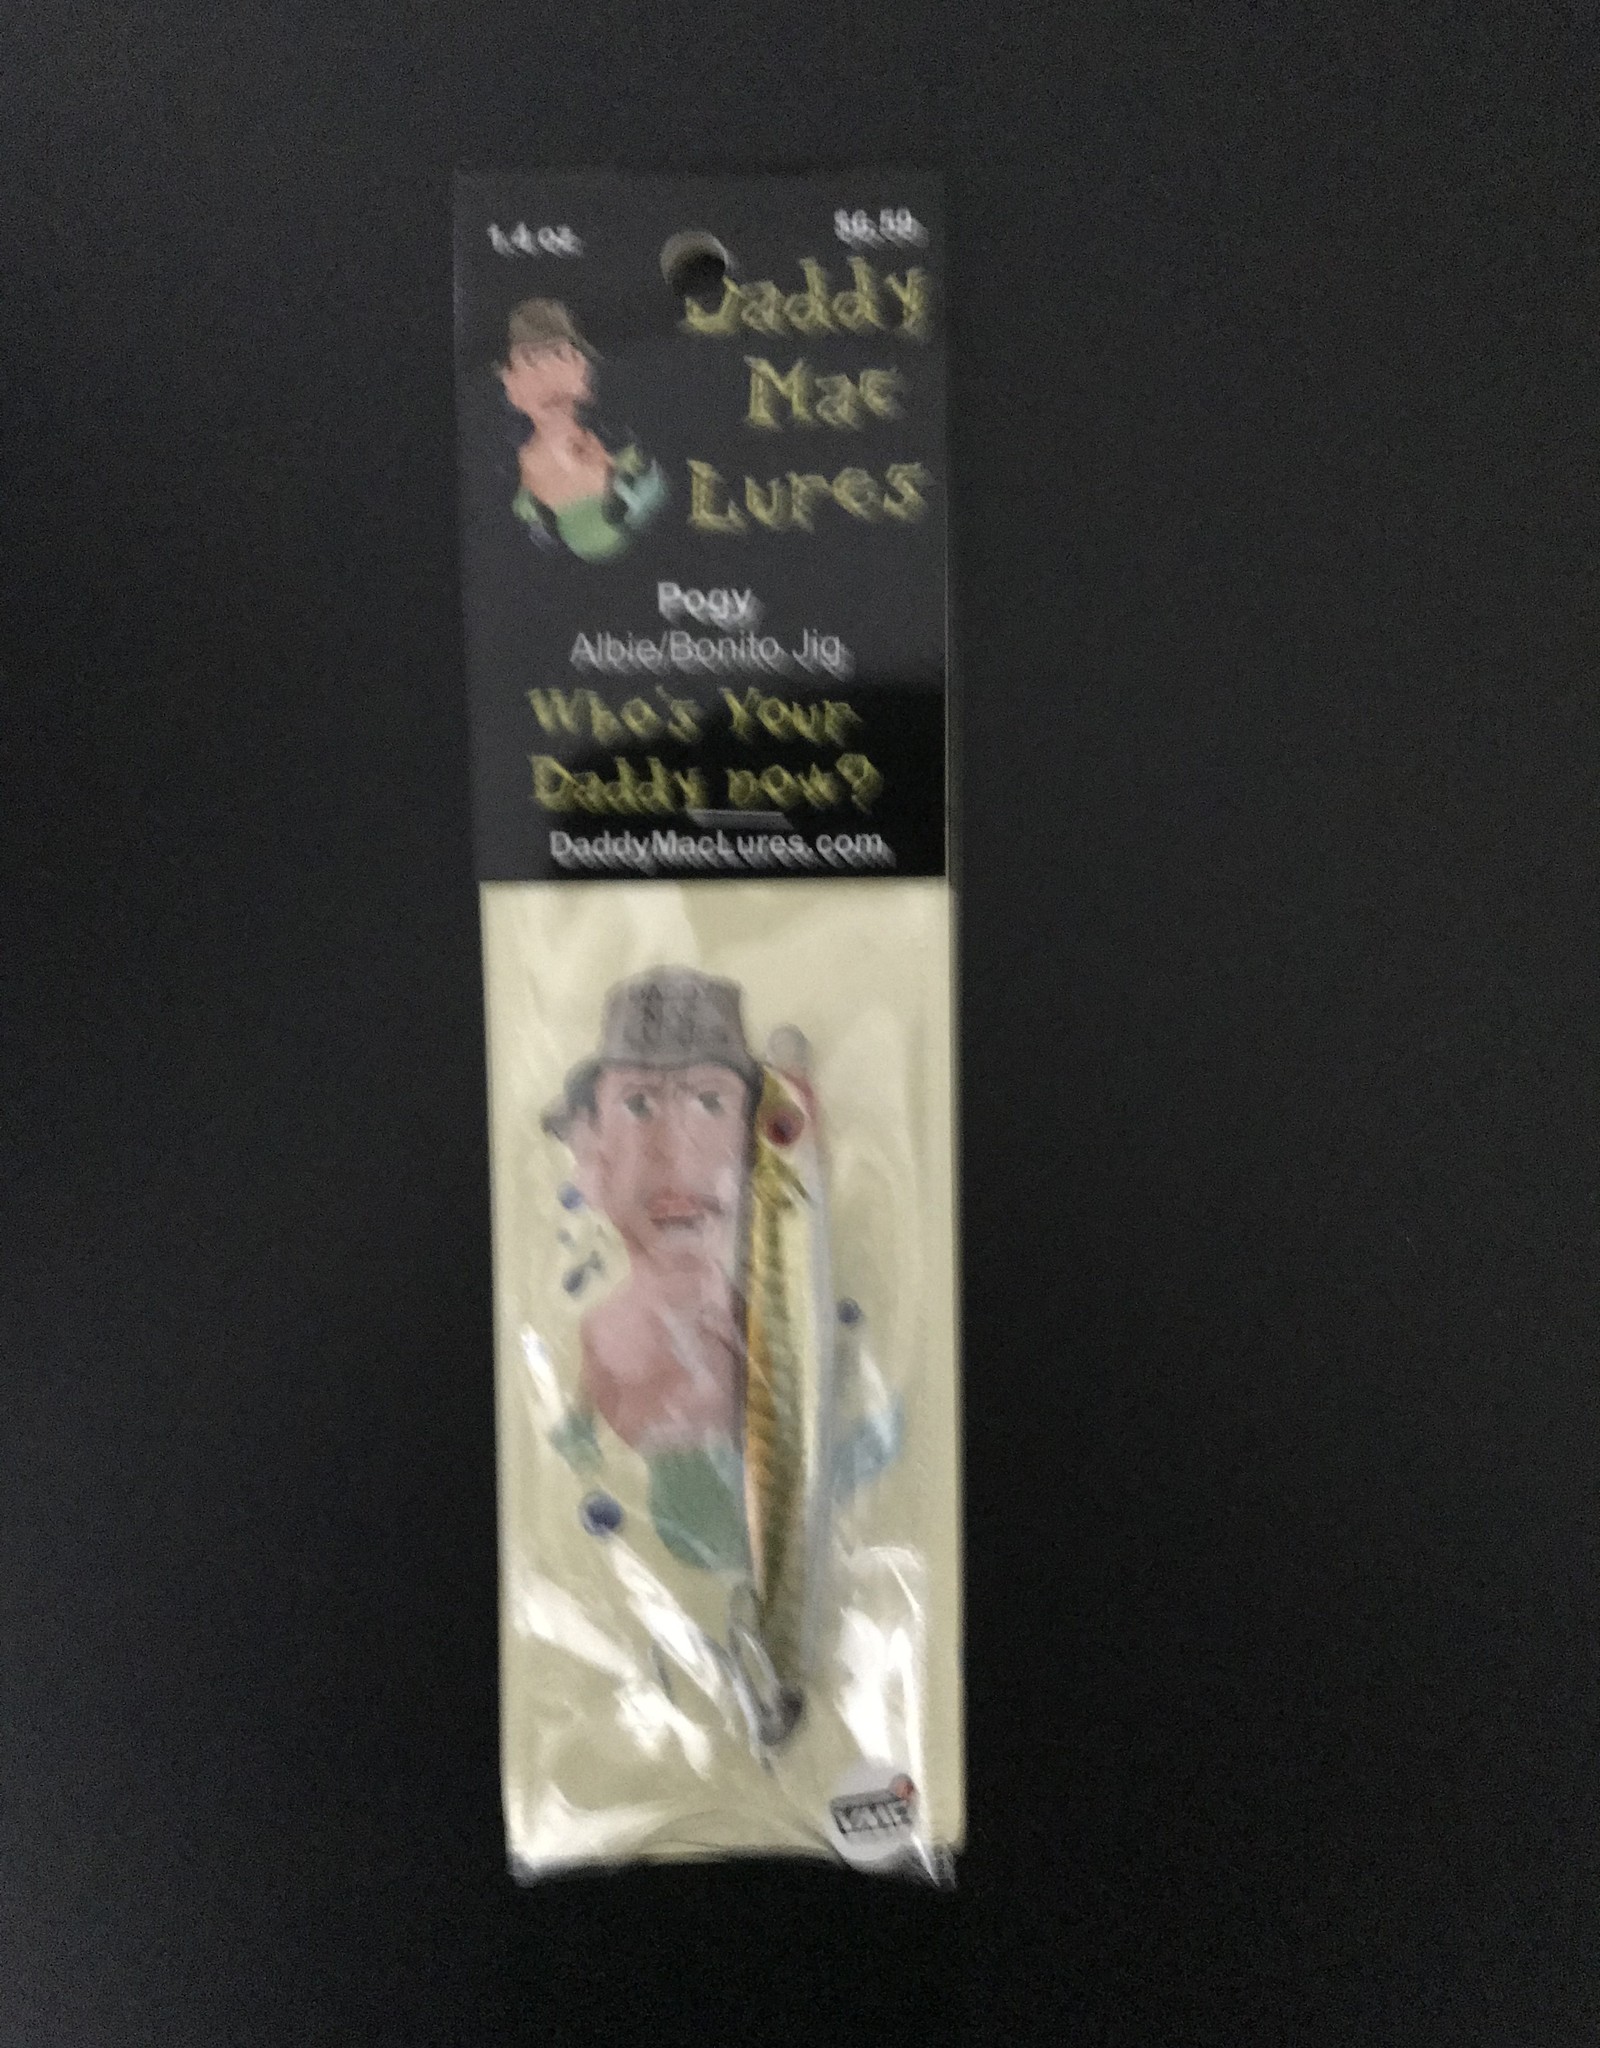 1.4 oz. $6.59
Daddy
Mac
Lures
Pogy
Albie/Bonito Jig
Who's Your
Daddy now?
DaddyMacLures.com